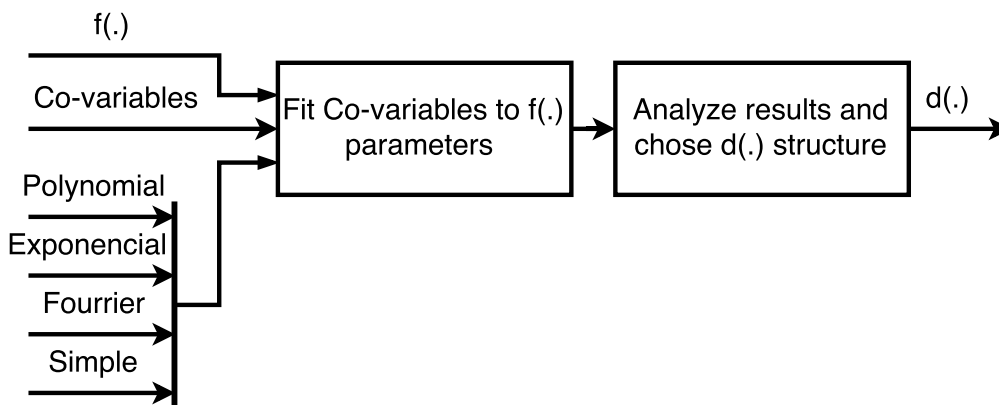 f(.)
Co-variables
Polynomial
Exponencial
Fourrier
Simple
Fit Co-variables to f(.)
parameters
Analyze results and
chose d(.) structure
d(.)